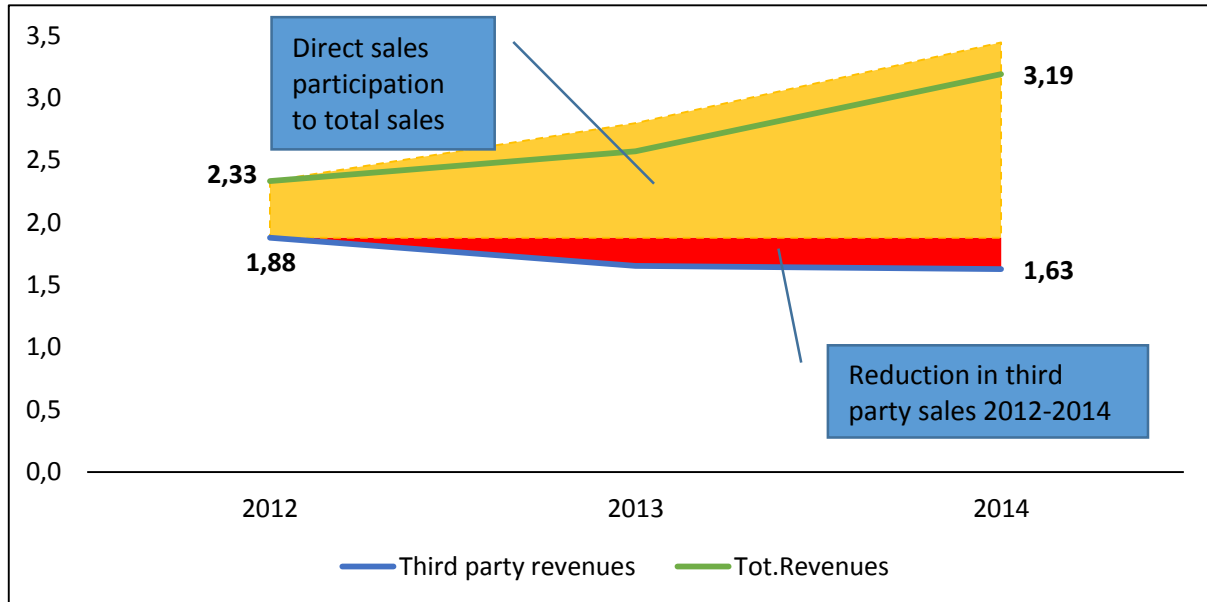 3,5
3,0
2,5
2,0
1,5
1,0
0,5
0,0
Direct sales
participation
to total sales
2,33
1,88
3,19
1,63
Reduction in third
party sales 2012-2014
2012 2013 2014
Third party revenues Tot.Revenues